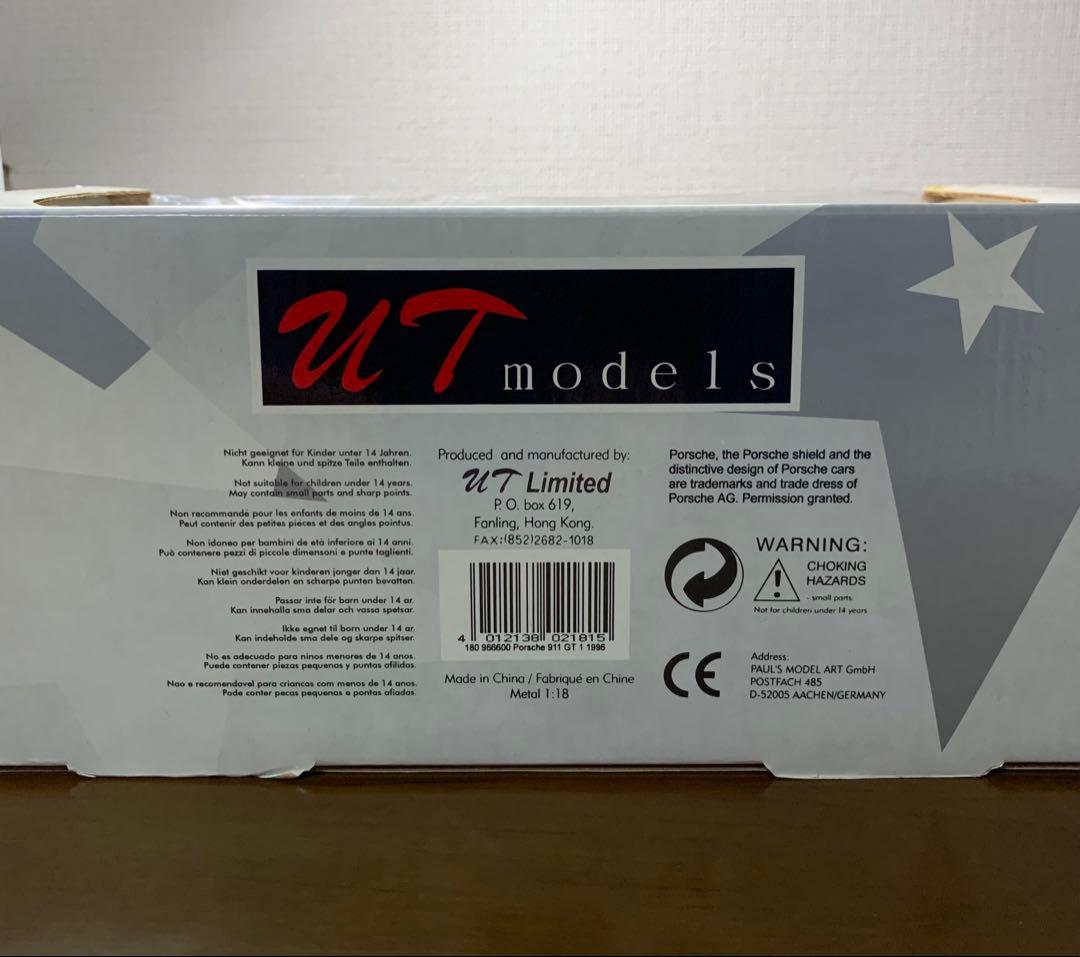 UT models
Nicht geeignet für Kinder unter 14 Jahren.
Kann kleine und spitze Teile enthalten.
Not suitable for children under 14 years.
May contain small parts and sharp points.
Non recommandé pour les enfants de moins de 14 ans.
Peut contenir des petites pièces et des angles pointus.
Non idoneo per bambini de età inferiore ai 14 anni.
Può contenere pezzi di piccole dimensoni e punte taglienti.
Niet geschikt voor kinderen jonger dan 14 jaar.
Kan klein onderdelen en scherpe punten bevatten.
Passar inte för barn under 14 ar.
Kan innehalla sma delar och vassa spetsar.
Ikke egnet til born under 14 ar.
Kan indeholde sma dele og skarpe spitser.
No es adecuado para ninos menores de 14 anos.
Puede contener piezas pequenas y puntas afilidas.
Nao e recomendavel para criancas com menos de 14 anos.
Pode conter pecas pequenas e pontas afiadas.
Produced and manufactured by:
UT Limited
P. O. box 619,
Fanling, Hong Kong.
FAX:(852)2682-1018
4 012138 021815
180 966600 Porsche 911 GT 1 1996
Made in China / Fabriqué en Chine
Metal 1:18
Porsche, the Porsche shield and the
distinctive design of Porsche cars
are trademarks and trade dress of
Porsche AG. Permission granted.
WARNING:
CHOKING
HAZARDS
- small parts
Not for children under 14 years
CE
Address:
PAUL'S MODEL ART GmbH
POSTFACH 485
D-52005 AACHEN/GERMANY